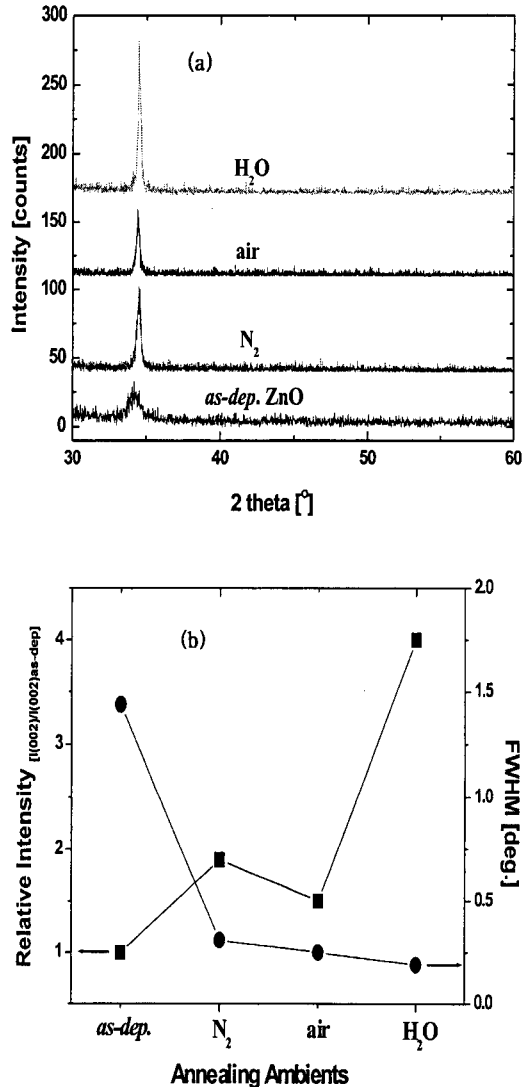 300
(a)
250
H₂O
200
Intensity [counts]
150
air
100
N₂
50
as-dep. ZnO
0
30
40
50
60
2 theta [°]
2.0
4
(b)
1.5
3
Relative Intensity [I(002)/I(002)as-dep]
FWHM [deg.]
1.0
2
0.5
1
0.0
as-dep.
N₂
air
H₂O
Annealing Ambients